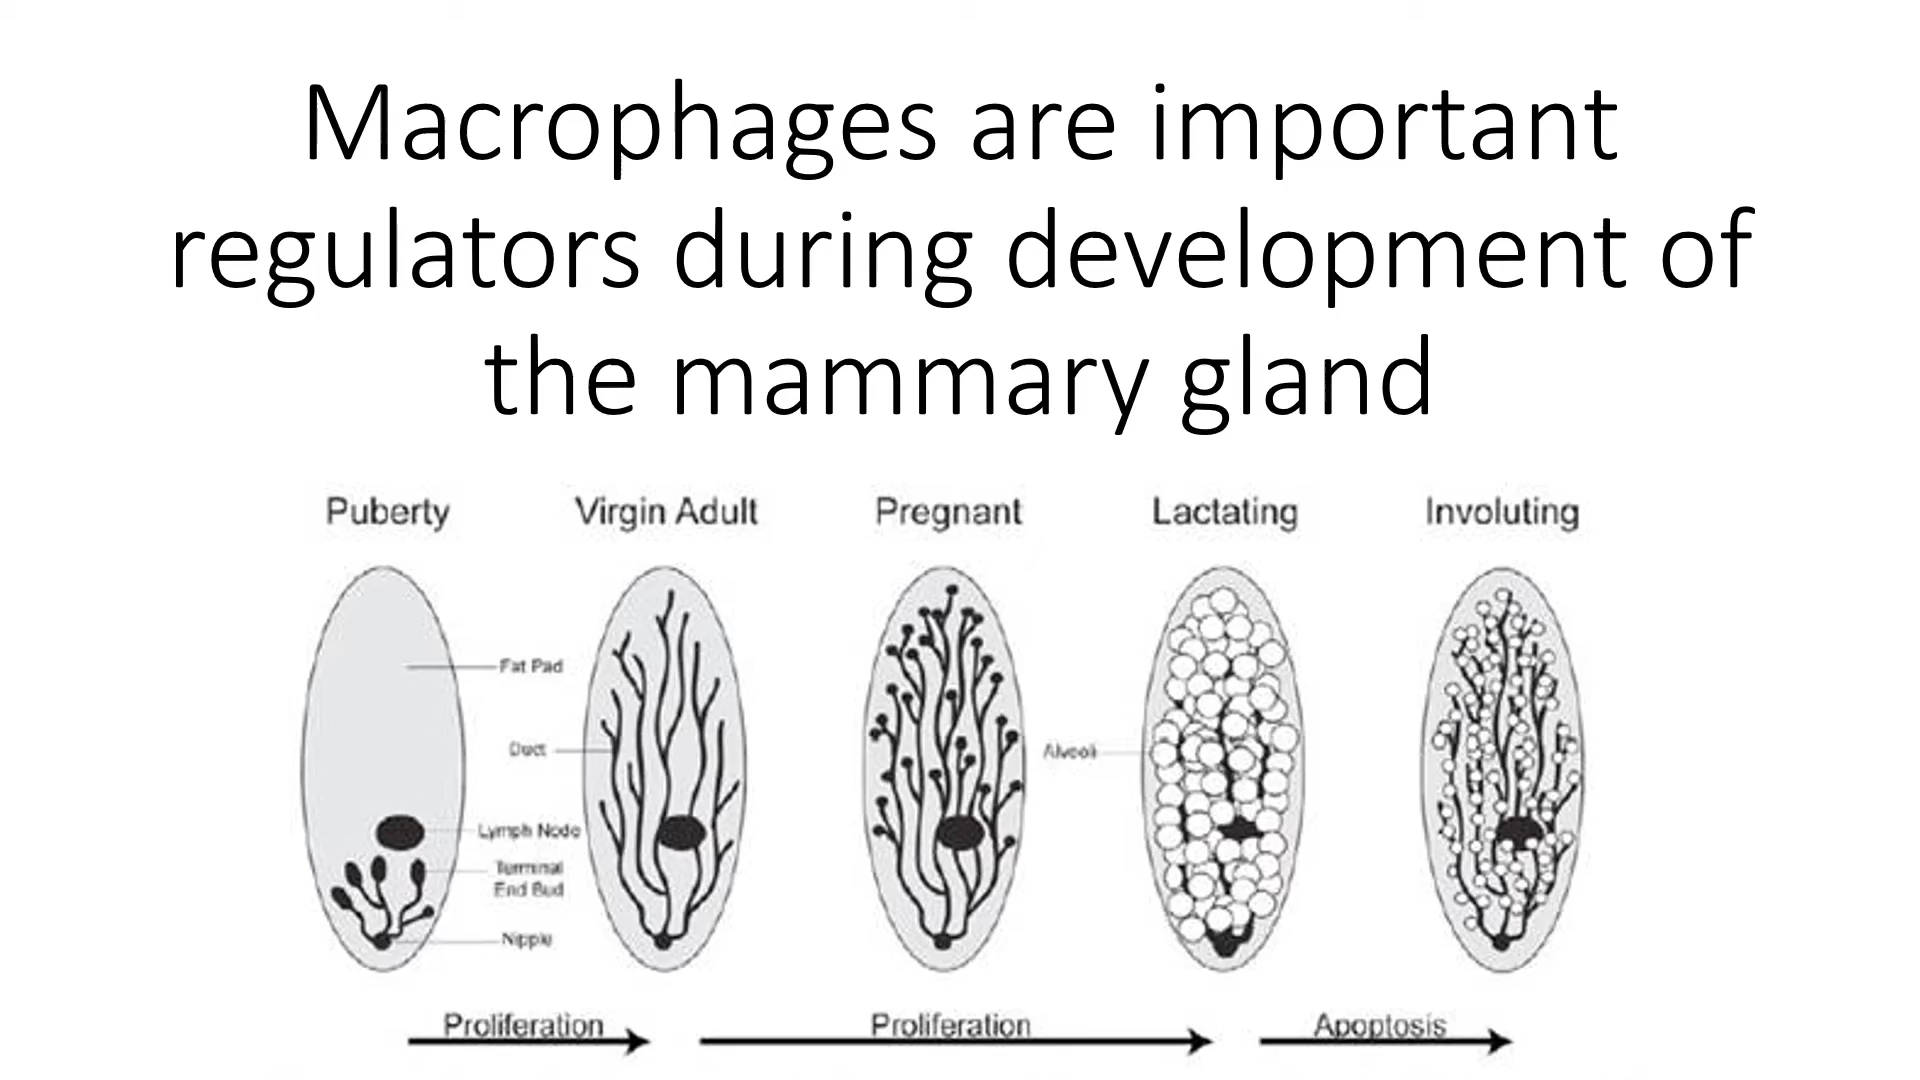 Macrophages are important
regulators during development of
the mammary gland
Puberty Virgin Adult Pregnant Lactating Involuting
Fat Pad
Duct
Alveoli
Lymph Node
Terminal
End Bud
Nipple
Proliferation Proliferation Apoptosis